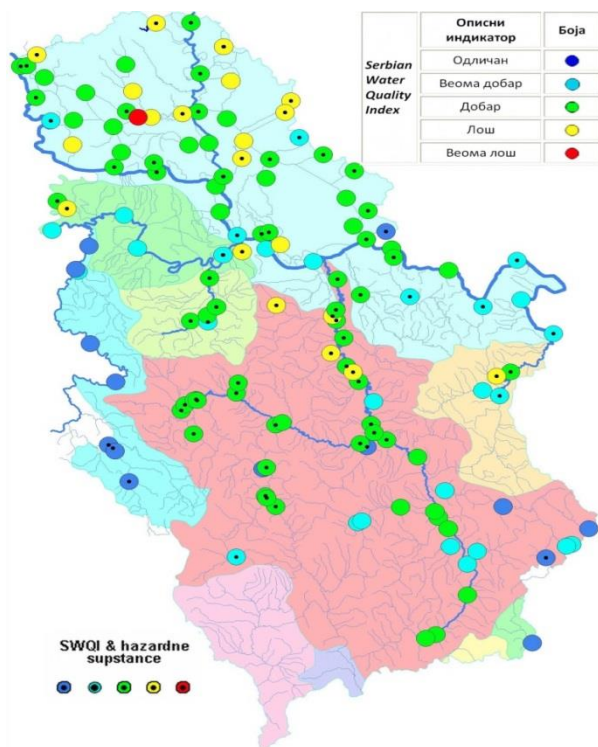 Serbian
Water
Quality
Index
Описни
индикатор
Боја
Одличан
Веома добар
Добар
Лош
Веома лош
SWQI & hazardne
supstance